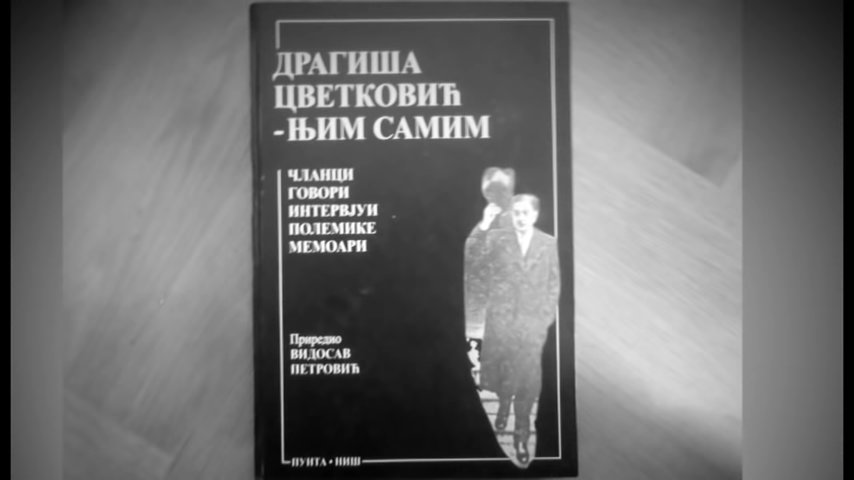 ДРАГИША
ЦВЕТКОВИЋ
-ЊИМ САМИМ
ЧЛАНЦИ
ГОВОРИ
ИНТЕРВЈУИ
ПОЛЕМИКЕ
МЕМОАРИ
Приредио
ВИДОСАВ
ПЕТРОВИЋ
ПУНТА • НИШ